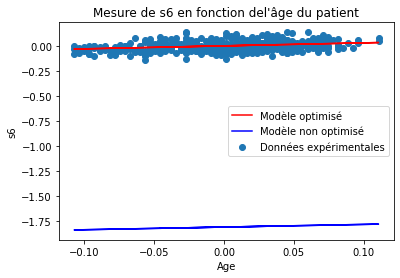 Mesure de s6 en fonction del'âge du patient
0.00
−0.25
−0.50
−0.75
−1.00
−1.25
−1.50
−1.75
s6
Modèle optimisé
Modèle non optimisé
Données expérimentales
−0.10
−0.05
0.00
0.05
0.10
Age